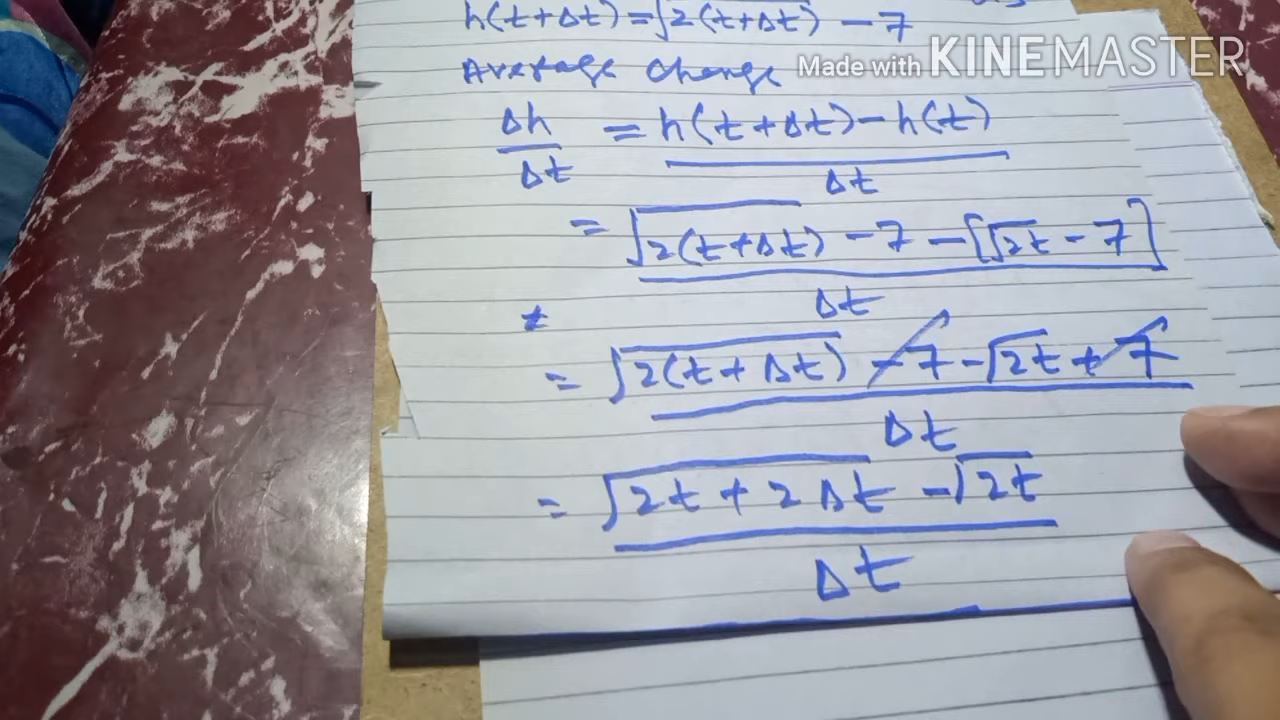 h(t+Δt)=√2(t+Δt) - 7
Average change
Made with KINEMASTER
Δh/Δt = h(t+Δt)-h(t)/Δt
= √2(t+Δt) - 7 - [√2t - 7]/Δt
= √2(t+Δt) - 7 - √2t + 7/Δt
= √2t + 2Δt - √2t/Δt